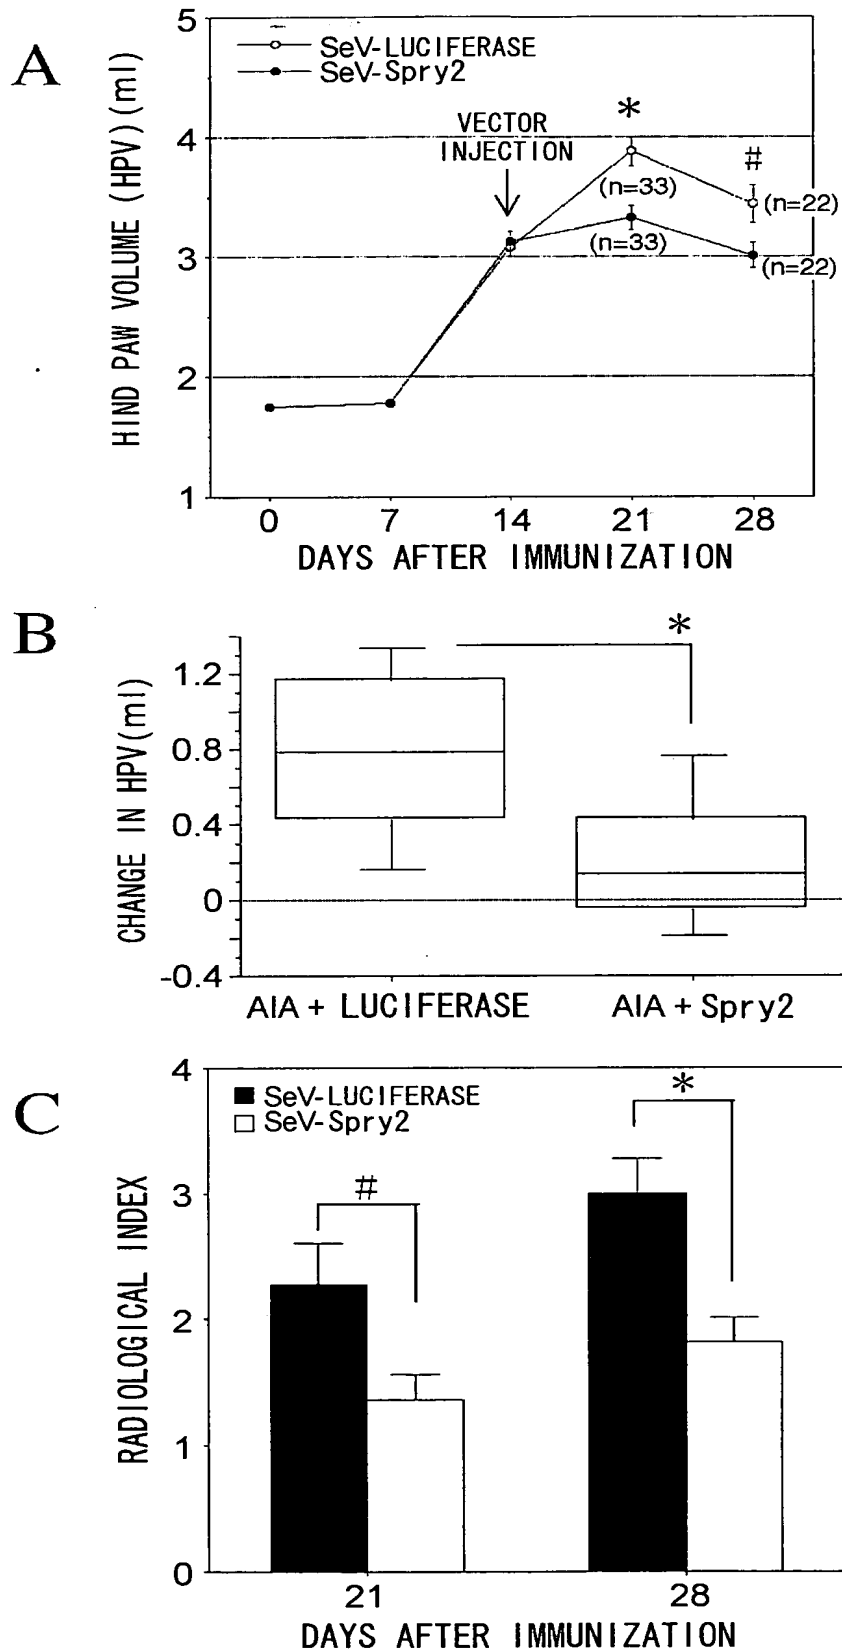 A
HIND PAW VOLUME (HPV)(ml)
5
4
3
2
1
SeV-LUCIFERASE
SeV-Spry2
VECTOR
INJECTION
*
#
(n=33)
(n=22)
(n=33)
(n=22)
0 7 14 21 28
DAYS AFTER IMMUNIZATION
B
CHANGE IN HPV(ml)
1.2
0.8
0.4
0
-0.4
*
AIA + LUCIFERASE AIA + Spry2
C
RADIOLOGICAL INDEX
4
3
2
1
0
SeV-LUCIFERASE
SeV-Spry2
#
*
21 28
DAYS AFTER IMMUNIZATION